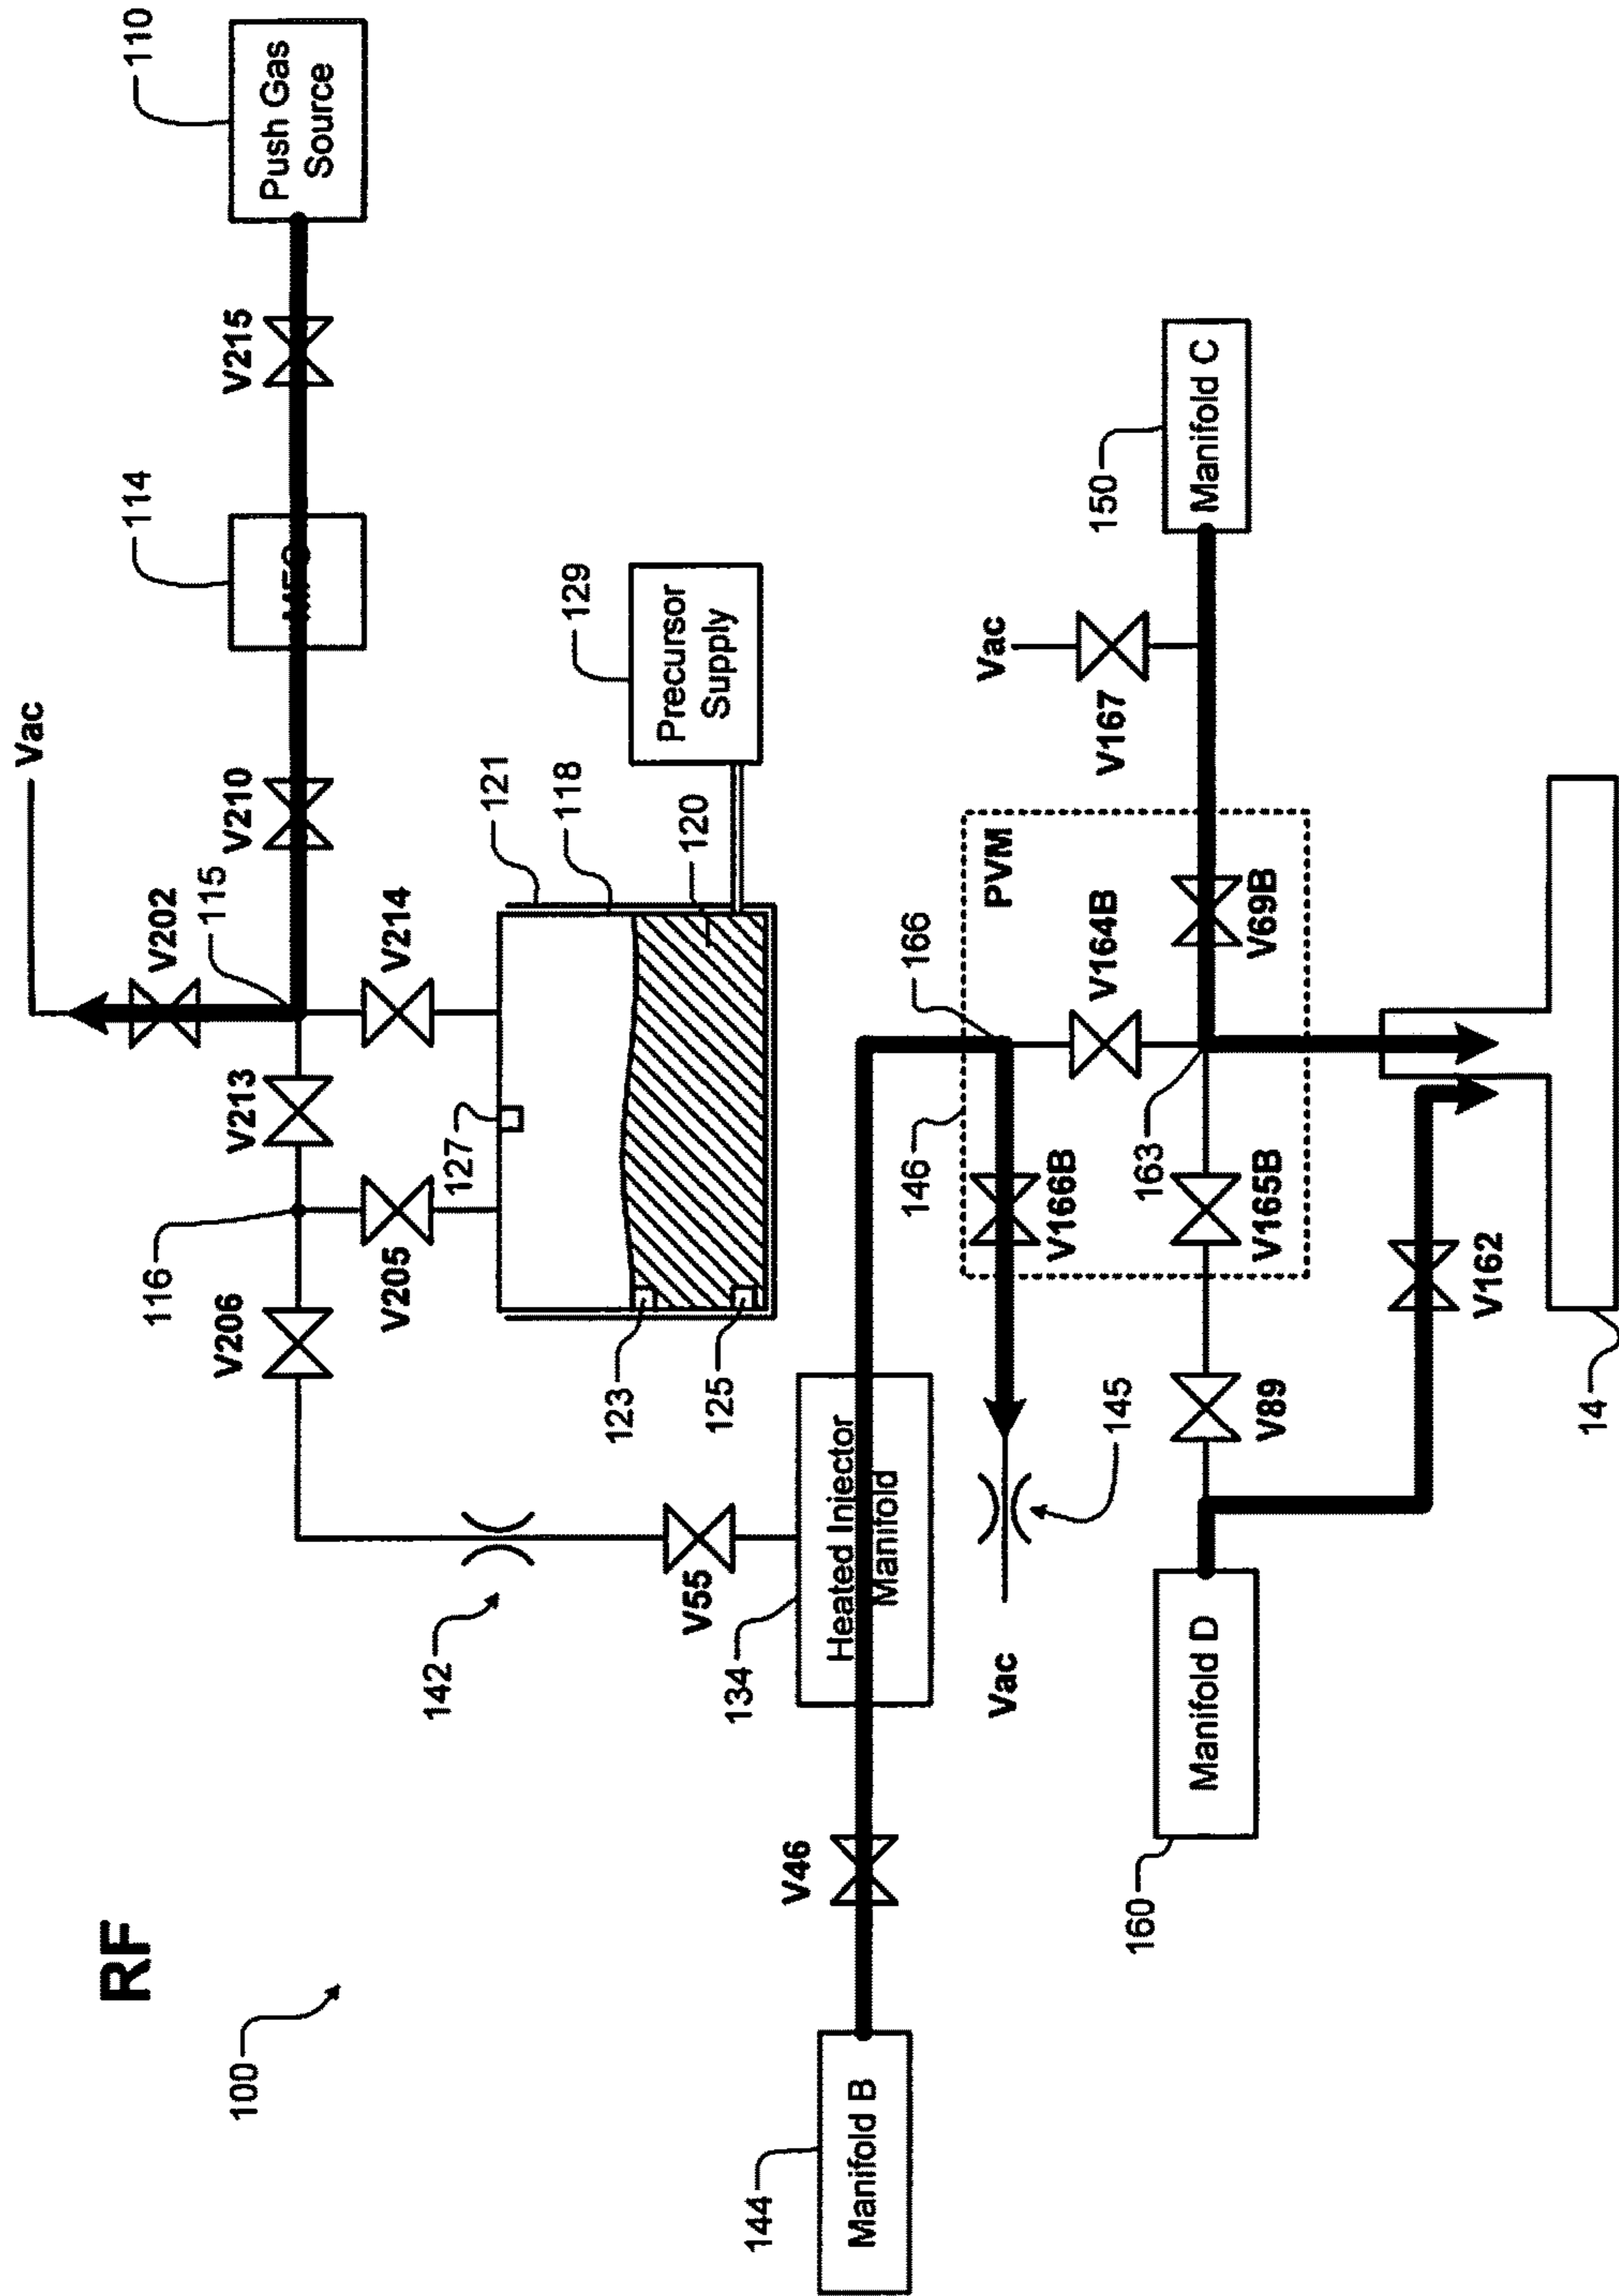 RF
100
Vac
V202
115
V210
114
V215
110
Push Gas
Source
116
V206
V213
V214
V205
127
121
118
120
129
Precursor
Supply
142
123
125
V55
134
Heated Injector
Manifold
V46
144
Manifold B
146
166
PVM
V166B
V164B
Vac
V167
Vac
145
150
Manifold C
163
V165B
V69B
V89
160
Manifold D
V162
14